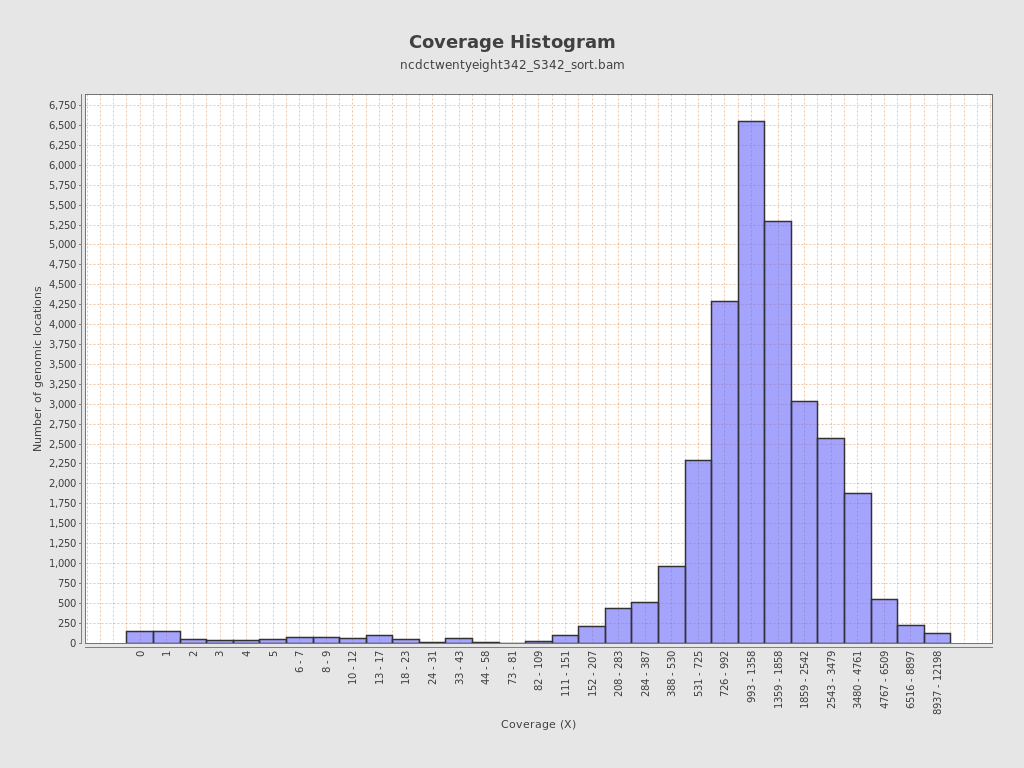 Coverage Histogram
ncdctwentyeight342_S342_sort.bam
Number of genomic locations
6,750
6,500
6,250
6,000
5,750
5,500
5,250
5,000
4,750
4,500
4,250
4,000
3,750
3,500
3,250
3,000
2,750
2,500
2,250
2,000
1,750
1,500
1,250
1,000
750
500
250
0
0
1
2
3
4
5
6 - 7
8 - 9
10 - 12
13 - 17
18 - 23
24 - 31
33 - 43
44 - 58
73 - 81
82 - 109
111 - 151
152 - 207
208 - 283
284 - 387
388 - 530
531 - 725
726 - 992
993 - 1358
1359 - 1858
1859 - 2542
2543 - 3479
3480 - 4761
4767 - 6509
6516 - 8897
8937 - 12198
Coverage (X)